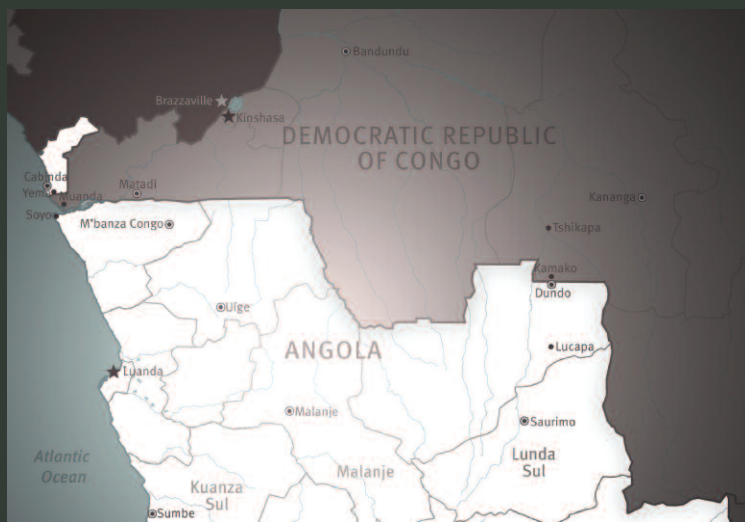 Bandundu
Brazzaville
Kinshasa
DEMOCRATIC REPUBLIC
OF CONGO
Cabinda
Yema
Muanda
Matadi
Kananga
Soyo
M'banza Congo
Tshikapa
Kamako
Dundo
Uíge
ANGOLA
Lucapa
Luanda
Malanje
Saurimo
Atlantic
Ocean
Lunda
Sul
Malanje
Kuanza
Sul
Sumbe